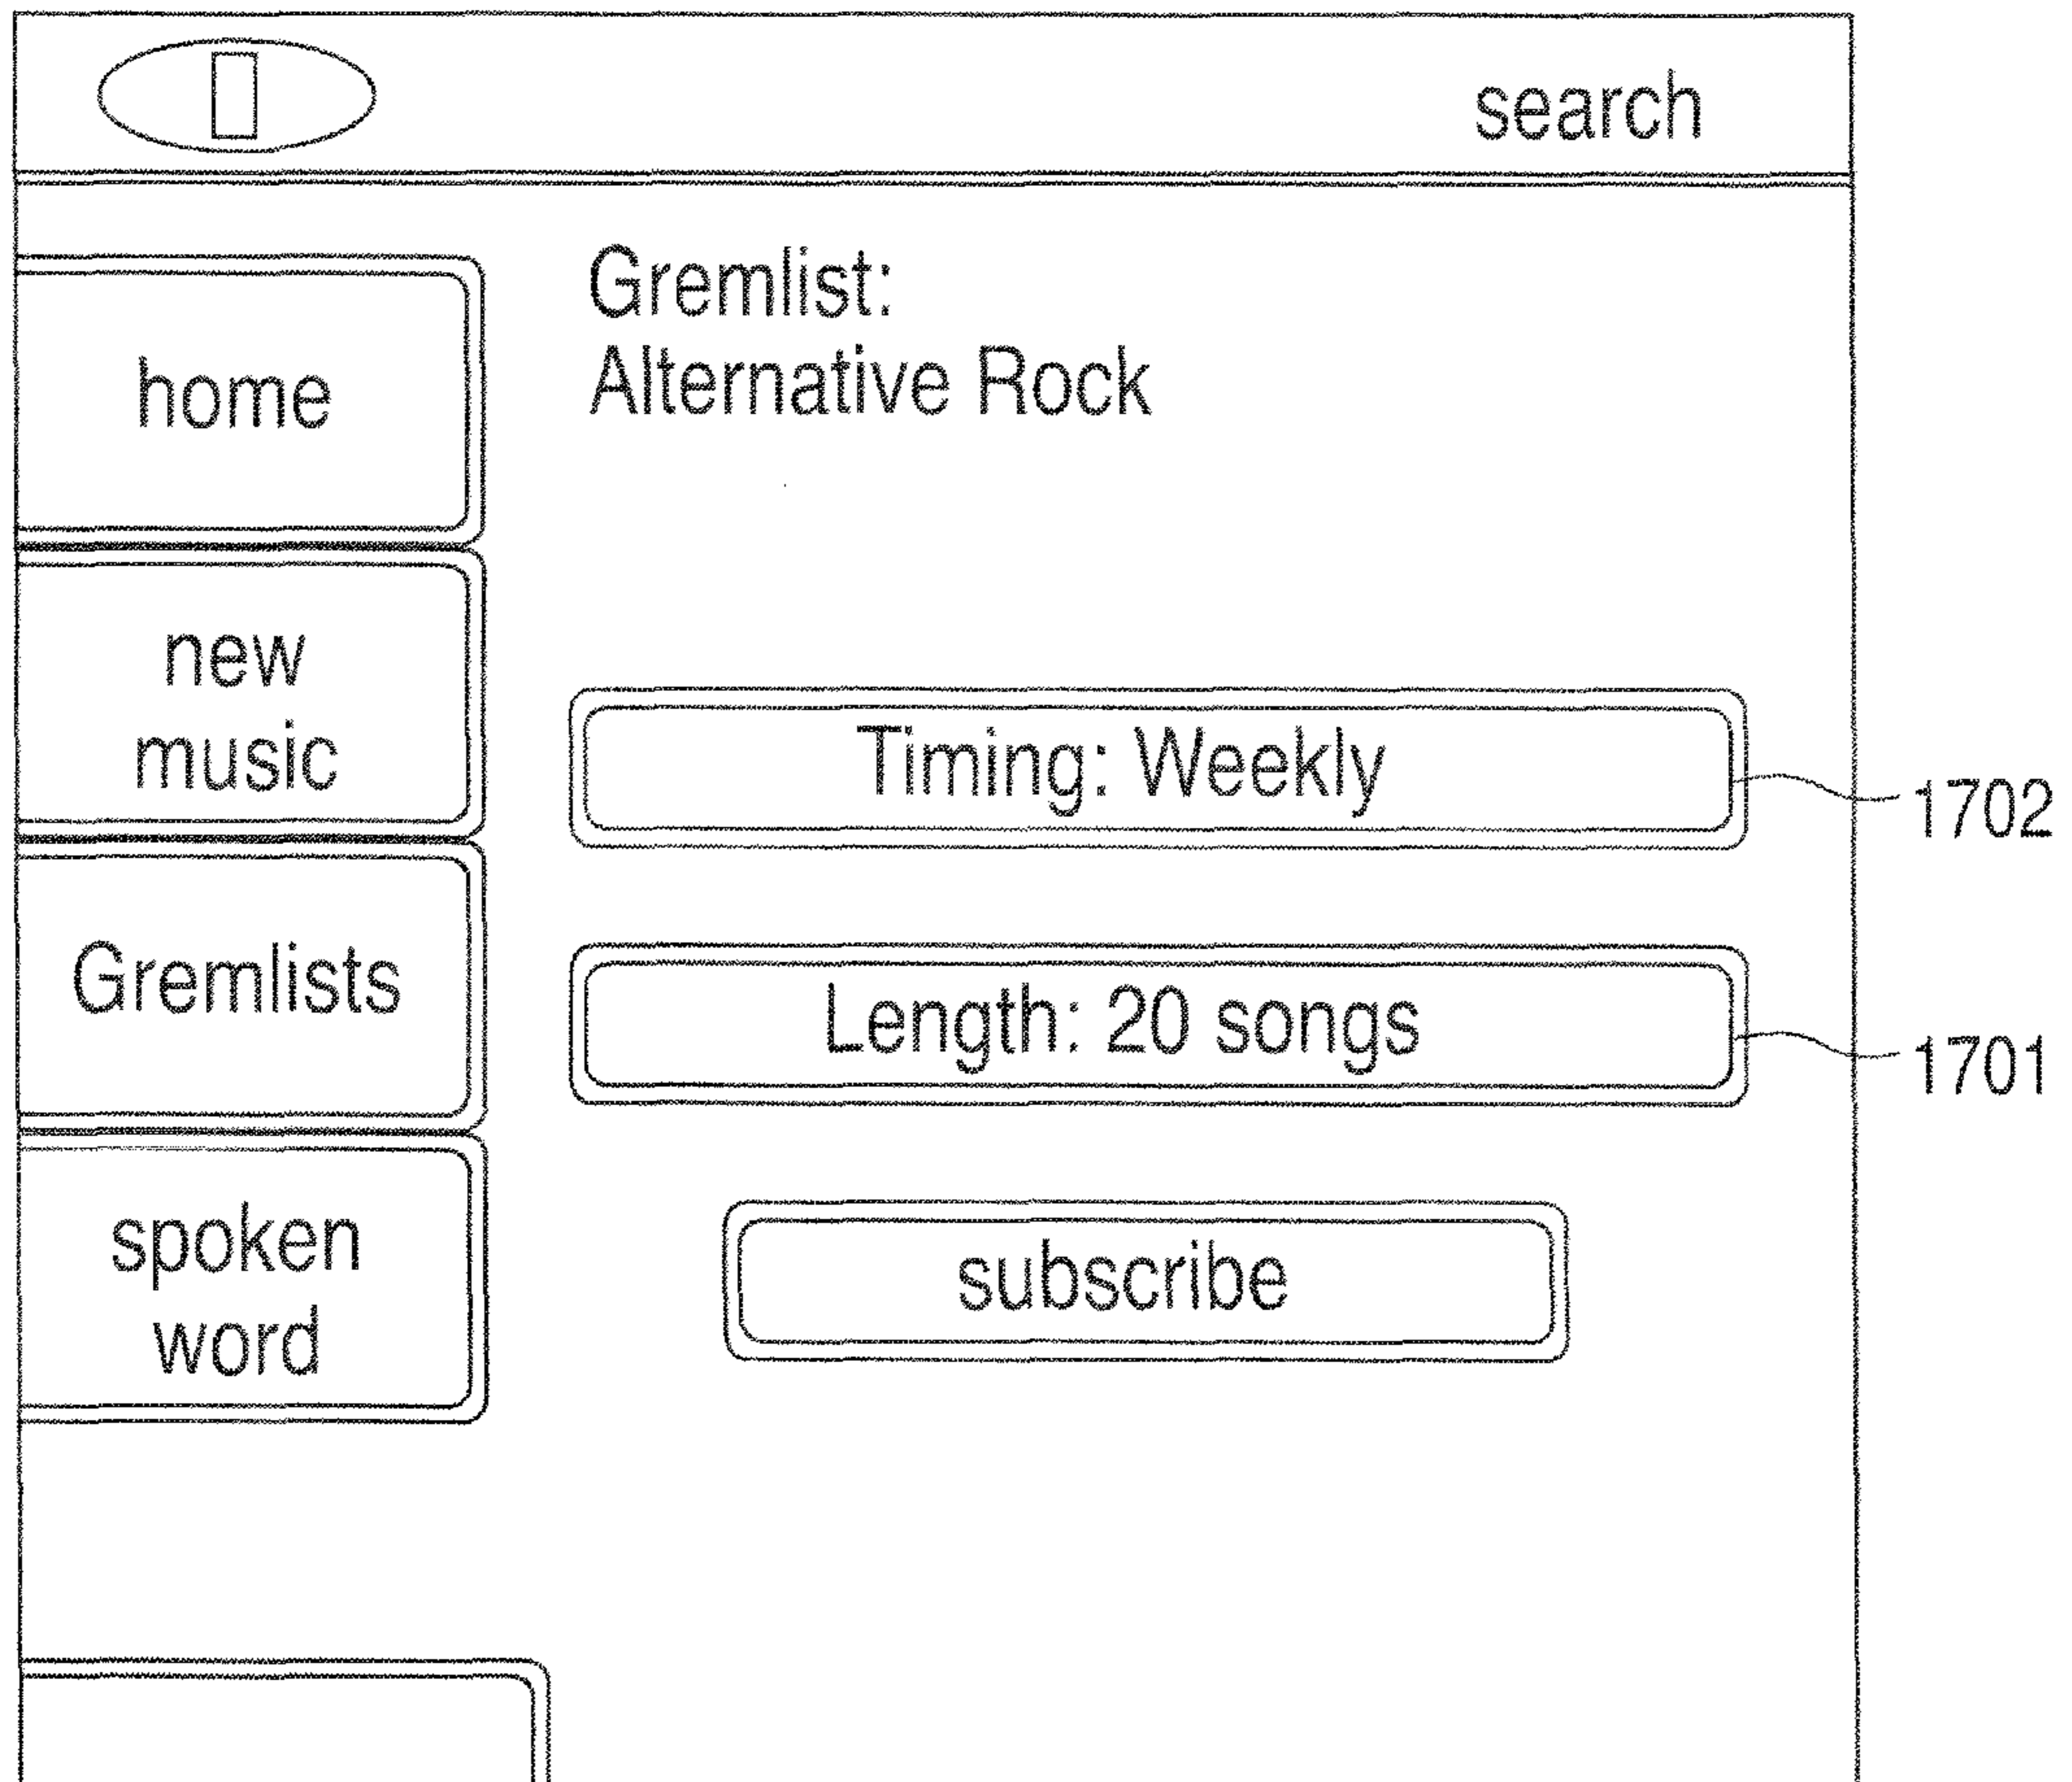 search
Gremlist:
Alternative Rock
home
new
music
Gremlists
spoken
word
Timing: Weekly
1702
Length: 20 songs
1701
subscribe